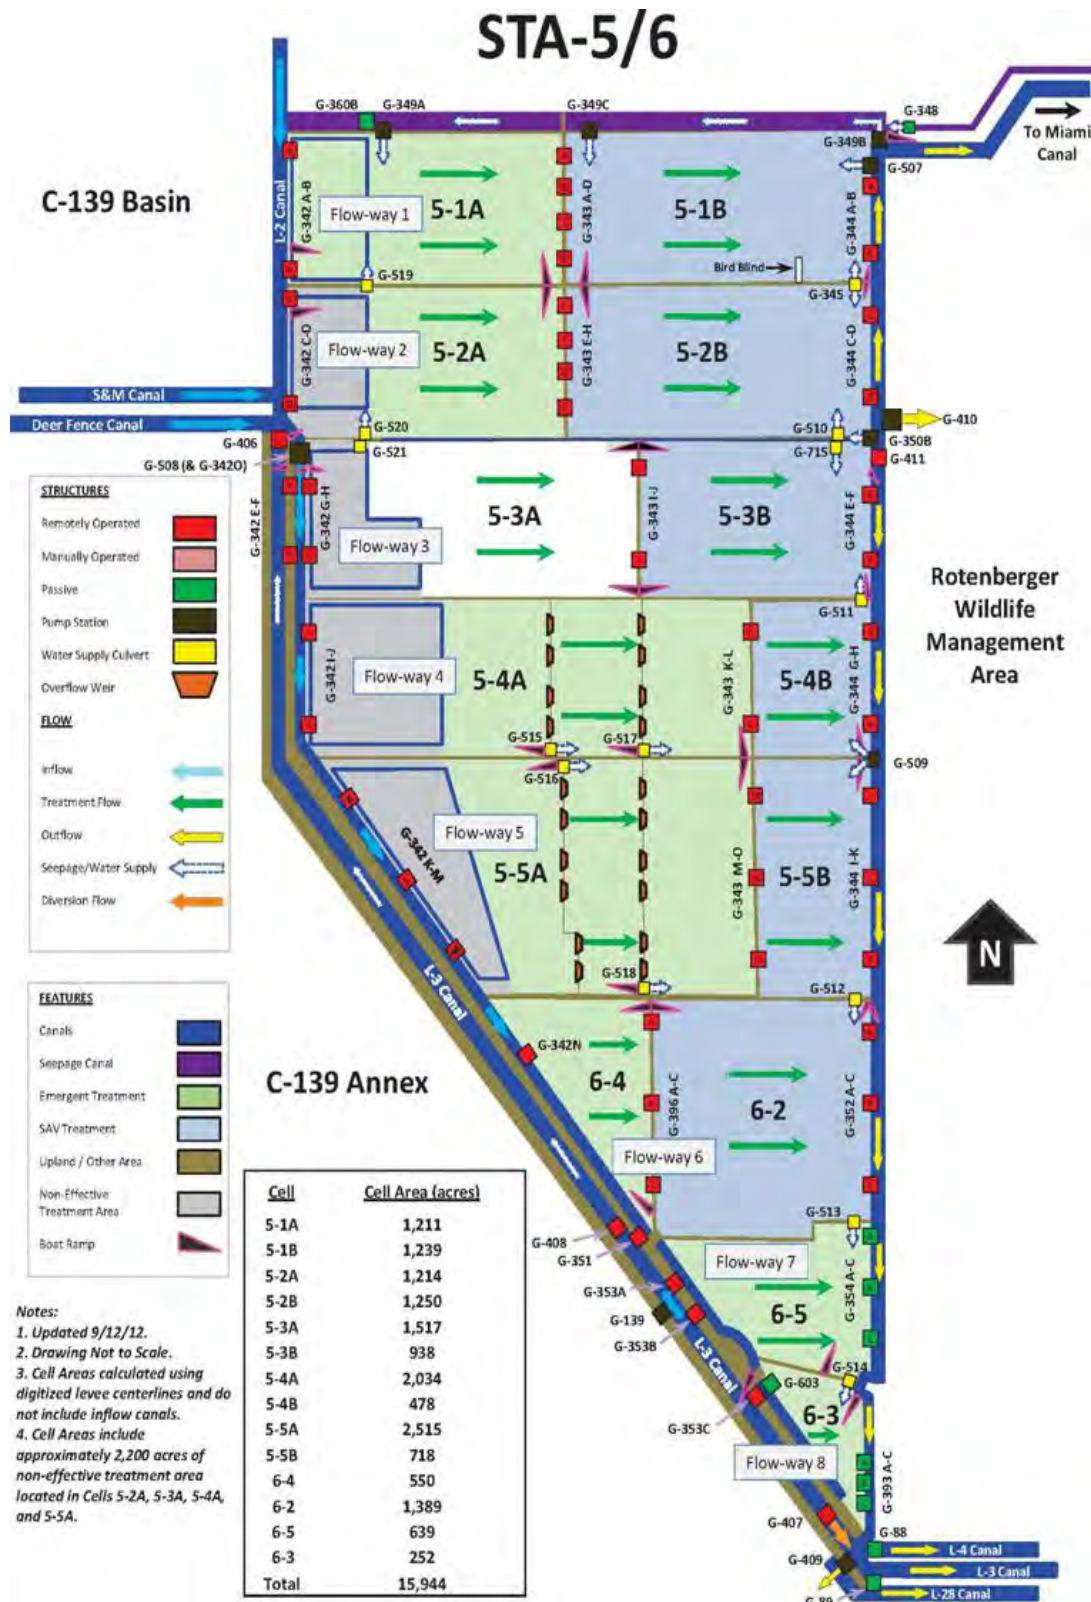 STA-5/6
G-360B
G-349A
G-349C
G-348
G-349B
To Miami
Canal
G-507
C-139 Basin
L-2 Canal
G-342 A-B
Flow-way 1
5-1A
G-343 A-D
5-1B
G-344 A-B
Bird Blind
G-519
G-345
G-342 C-D
Flow-way 2
5-2A
G-343 E-H
5-2B
G-344 C-D
S&M Canal
Deer Fence Canal
G-520
G-510
G-410
G-406
G-521
G-715
G-350B
G-508 (& G-342O)
G-411
STRUCTURES
Remotely Operated
Manually Operated
Passive
Pump Station
Water Supply Culvert
Overflow Weir
FLOW
Inflow
Treatment Flow
Outflow
Seepage/Water Supply
Diversion Flow
G-342 E-F
G-342 G-H
Flow-way 3
5-3A
G-343 I-J
5-3B
G-344 E-F
G-511
Rotenberger
Wildlife
Management
Area
G-342 I-J
Flow-way 4
5-4A
G-343 K-L
5-4B
G-344 G-H
G-515
G-517
G-516
G-509
G-342 K-M
Flow-way 5
5-5A
G-343 M-O
5-5B
G-344 I-K
G-518
G-512
N
L-3 Canal
FEATURES
Canals
Seepage Canal
Emergent Treatment
SAV Treatment
Upland / Other Area
Non-Effective
Treatment Area
Boat Ramp
G-342N
C-139 Annex
6-4
G-396 A-C
6-2
G-352 A-C
Flow-way 6
G-513
G-408
G-351
Flow-way 7
G-353A
G-139
G-353B
6-5
G-354 A-C
L-3 Canal
G-514
G-603
G-353C
6-3
Flow-way 8
G-393 A-C
G-407
G-88
G-409
L-4 Canal
L-3 Canal
G-89
L-28 Canal
Cell Cell Area (acres)
5-1A 1,211
5-1B 1,239
5-2A 1,214
5-2B 1,250
5-3A 1,517
5-3B 938
5-4A 2,034
5-4B 478
5-5A 2,515
5-5B 718
6-4 550
6-2 1,389
6-5 639
6-3 252
Total 15,944
Notes:
1. Updated 9/12/12.
2. Drawing Not to Scale.
3. Cell Areas calculated using
digitized levee centerlines and do
not include inflow canals.
4. Cell Areas include
approximately 2,200 acres of
non-effective treatment area
located in Cells 5-2A, 5-3A, 5-4A,
and 5-5A.